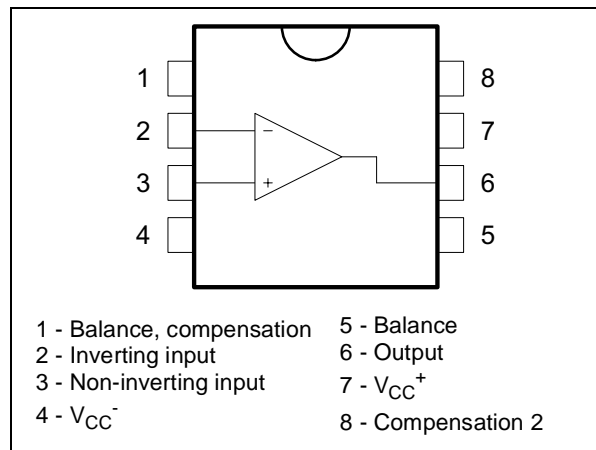 1
2
3
4
8
7
6
5
−
+
1 - Balance, compensation
2 - Inverting input
3 - Non-inverting input
4 - VCC-
5 - Balance
6 - Output
7 - VCC+
8 - Compensation 2